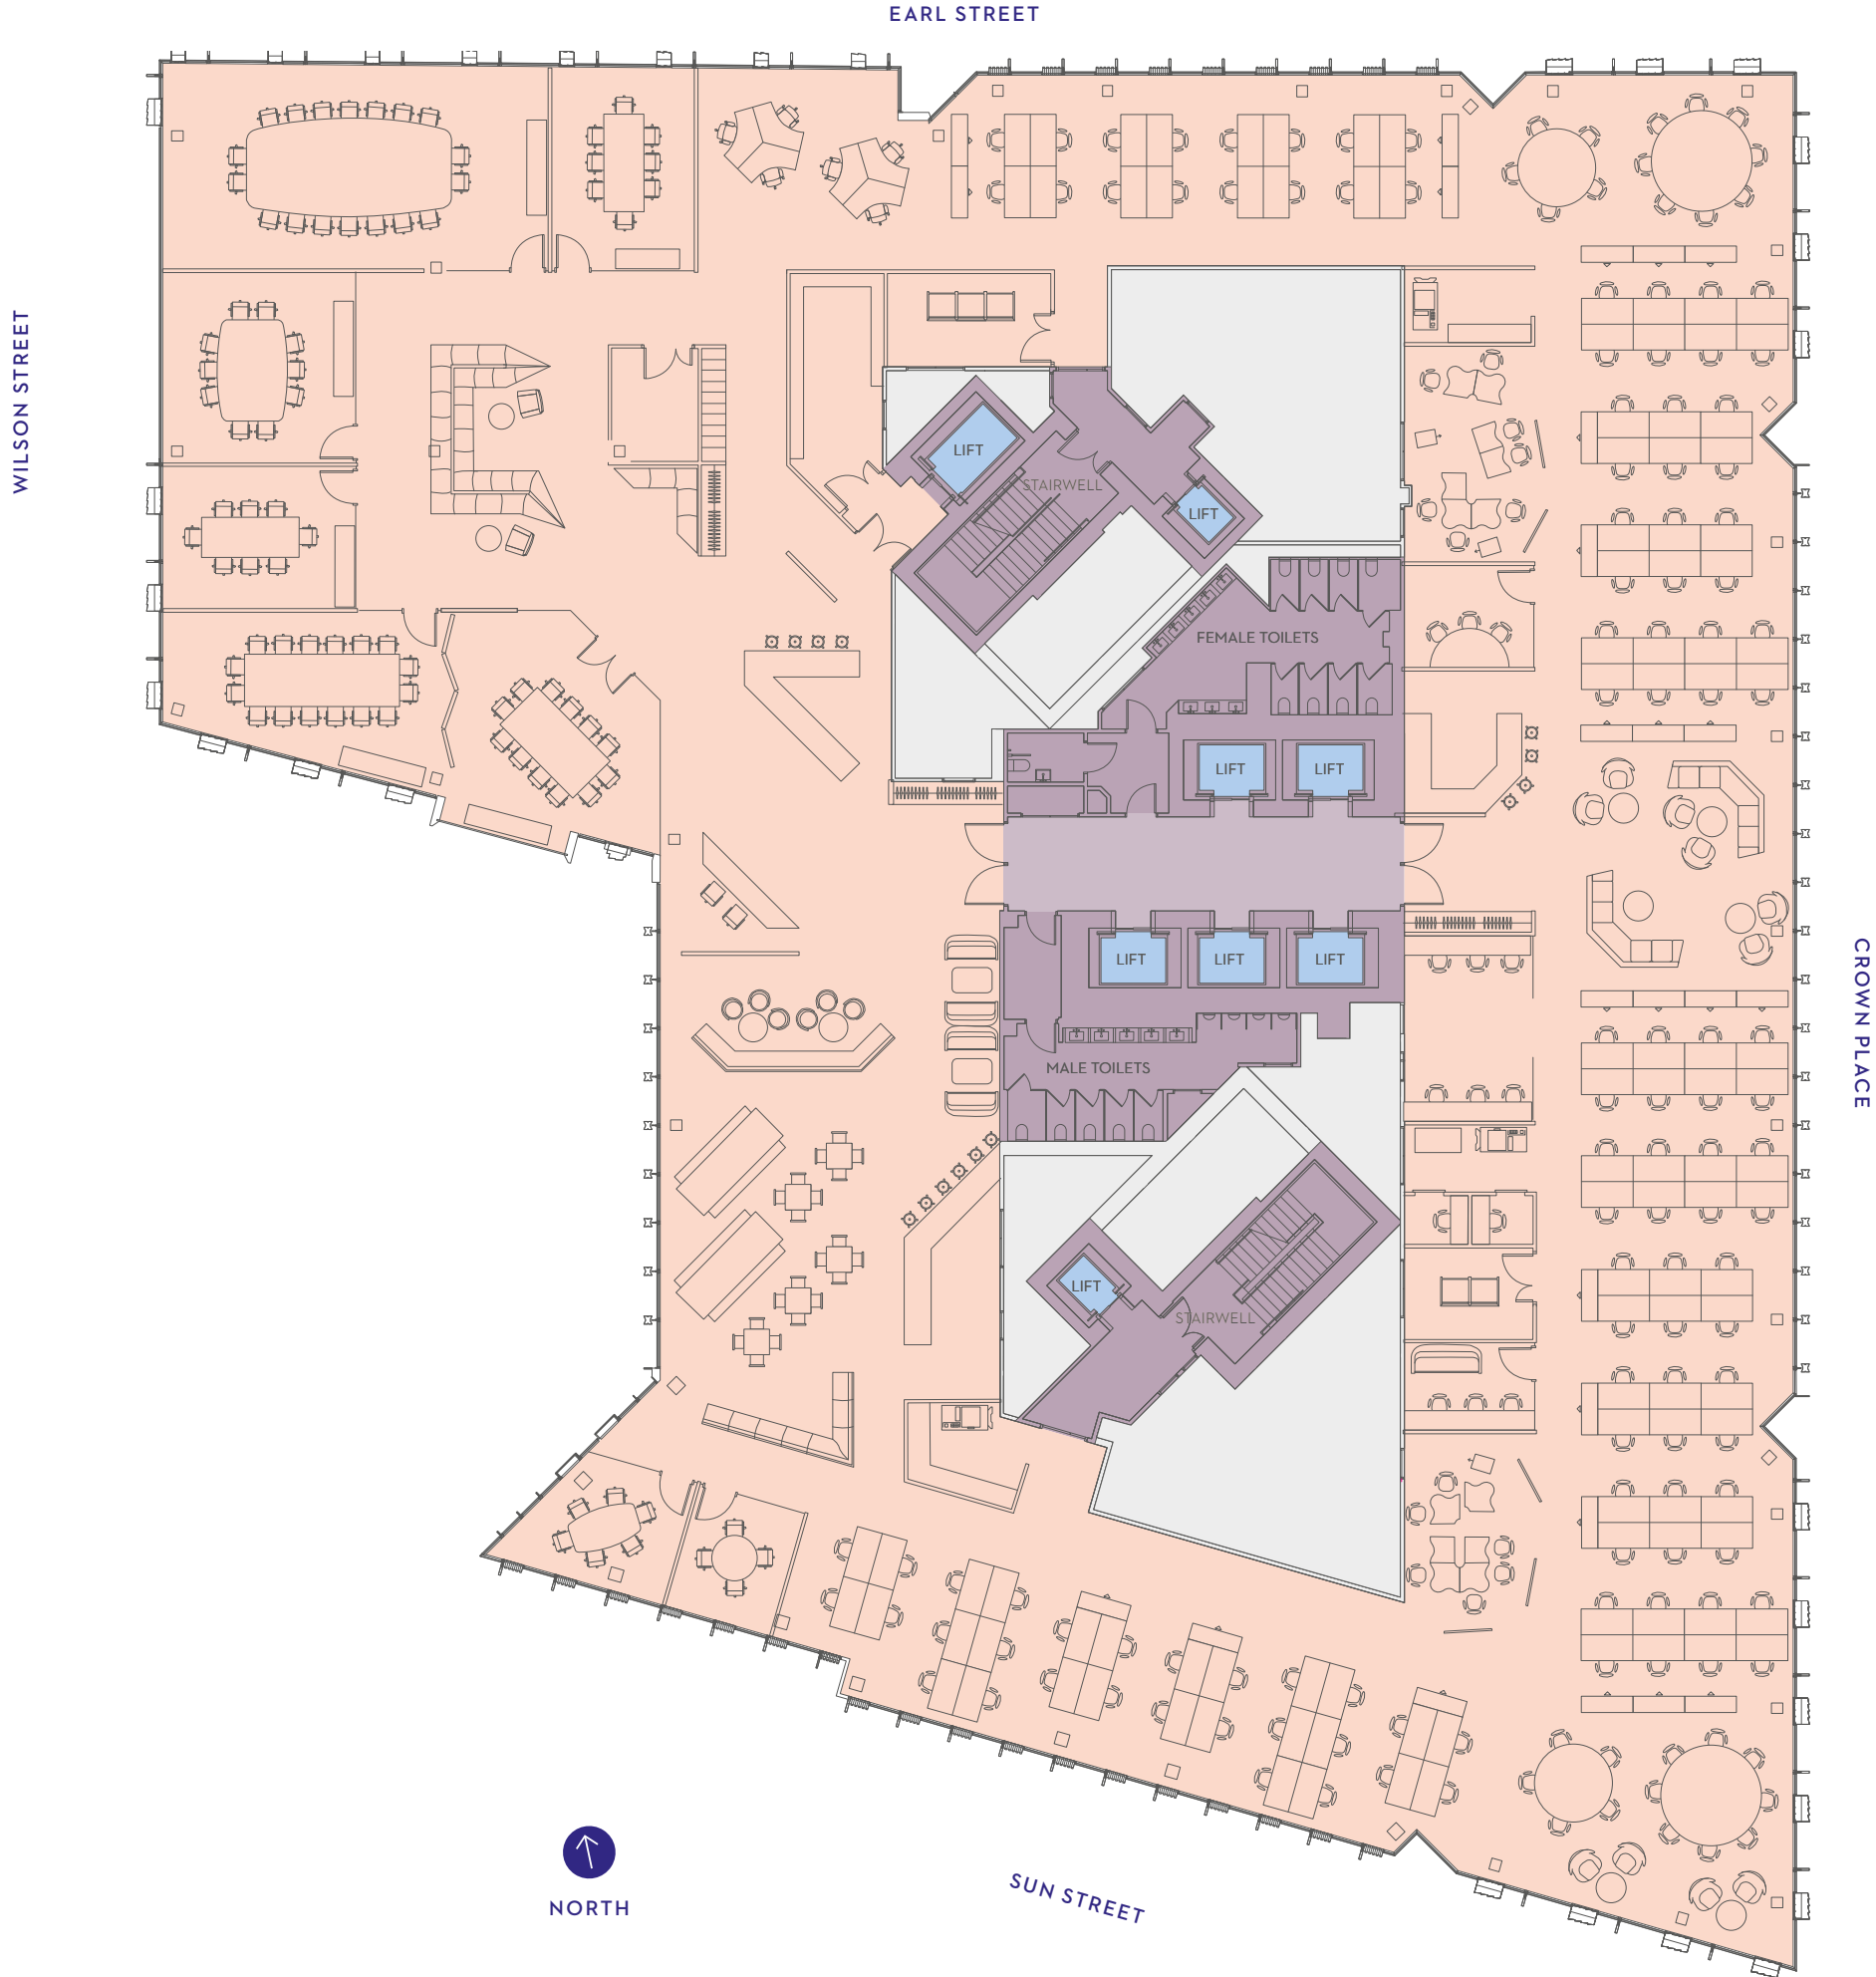 EARL STREET
WILSON STREET
LIFT
STAIRWELL
LIFT
FEMALE TOILETS
LIFT
LIFT
CROWN PLACE
LIFT
LIFT
LIFT
MALE TOILETS
LIFT
STAIRWELL
NORTH
SUN STREET